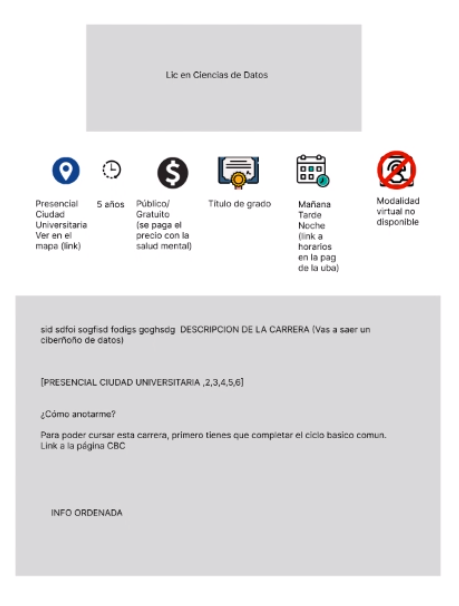 Lic en Ciencias de Datos
Presencial
Ciudad
Universitaria
Ver en el
mapa (link)
5 años
Público/
Gratuito
(se paga el
precio con la
salud mental)
Título de grado
Mañana
Tarde
Noche
(link a
horarios
en la pag
de la uba)
Modalidad
virtual no
disponible
sid sdfoi sogfisd fodigs goghsdg DESCRIPCION DE LA CARRERA (Vas a saer un
ciberñoño de datos)
[PRESENCIAL CIUDAD UNIVERSITARIA ,2,3,4,5,6]
¿Cómo anotarme?
Para poder cursar esta carrera, primero tienes que completar el ciclo basico comun.
Link a la página CBC
INFO ORDENADA